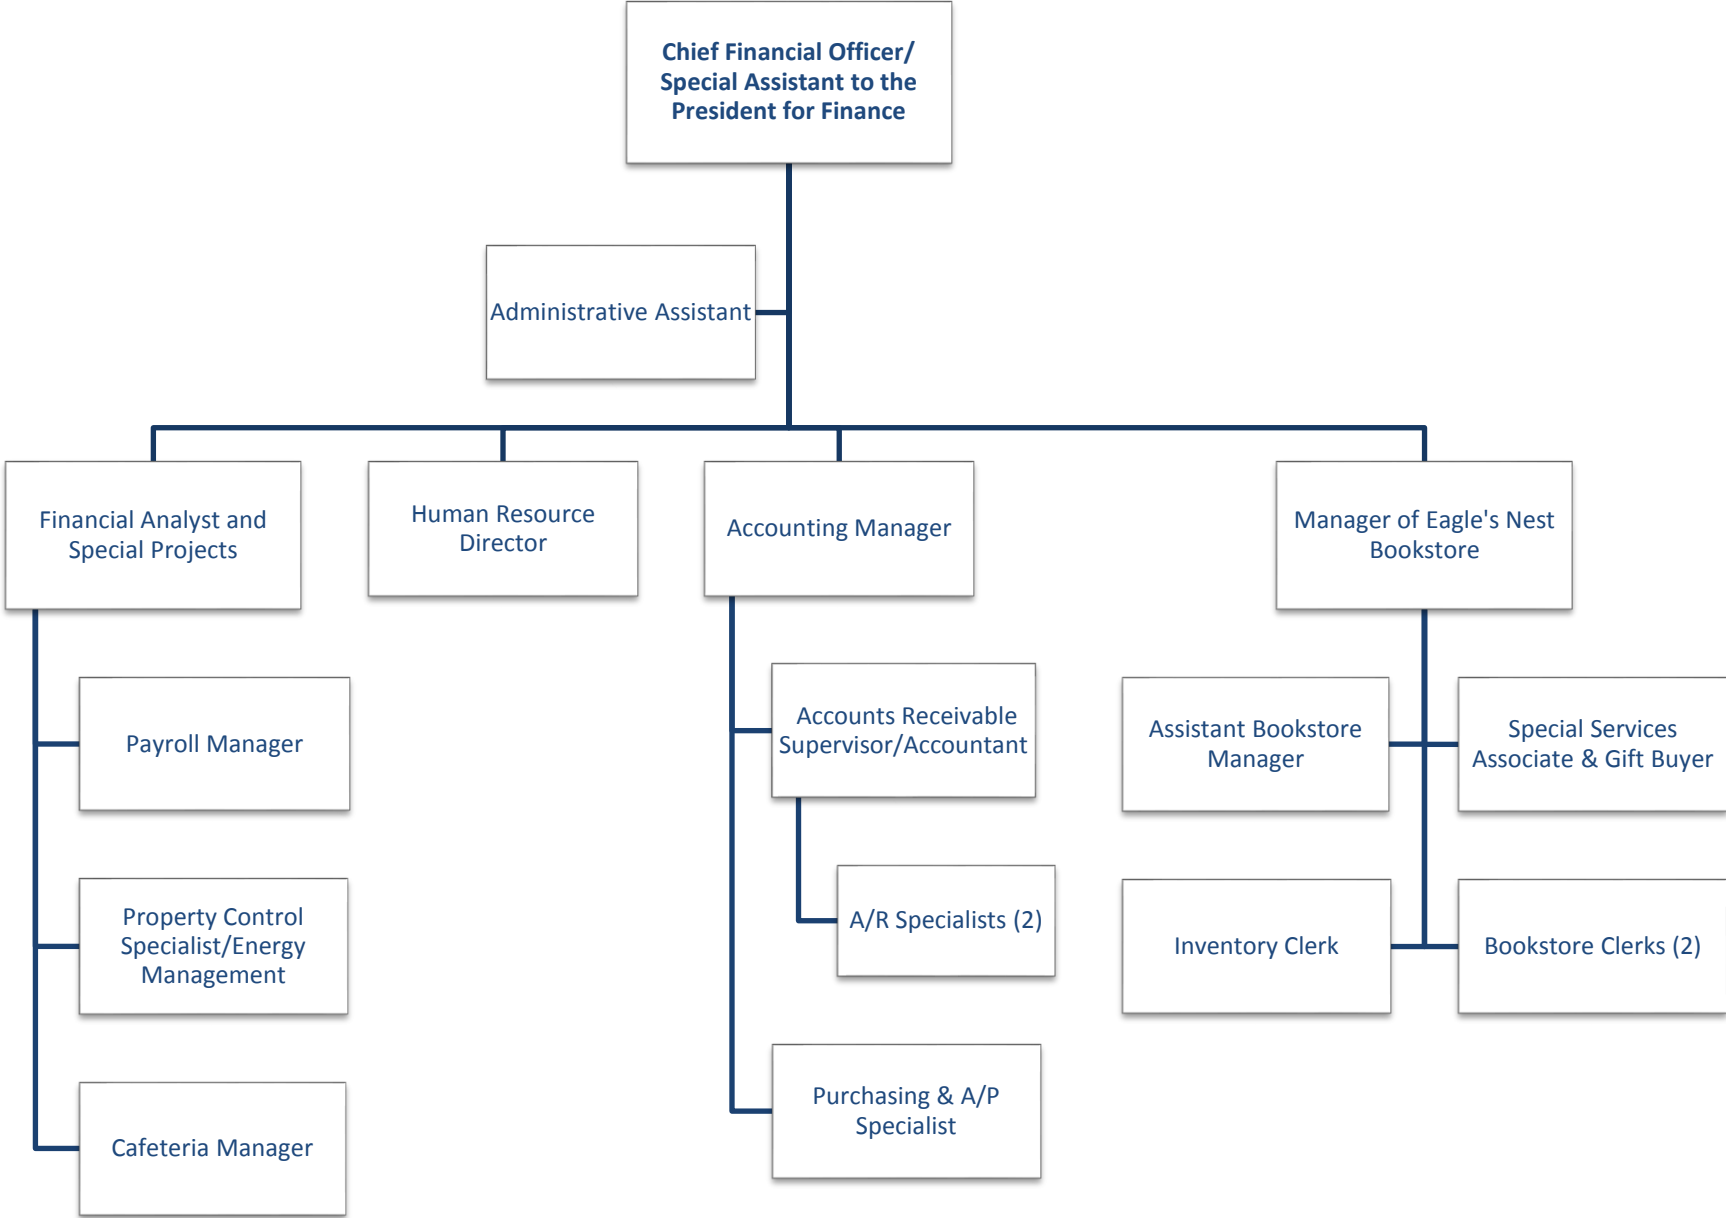 Chief Financial Officer/
Special Assistant to the
President for Finance
Administrative Assistant
Financial Analyst and
Special Projects
Human Resource
Director
Accounting Manager
Manager of Eagle's Nest
Bookstore
Payroll Manager
Property Control
Specialist/Energy
Management
Cafeteria Manager
Accounts Receivable
Supervisor/Accountant
A/R Specialists (2)
Purchasing & A/P
Specialist
Assistant Bookstore
Manager
Special Services
Associate & Gift Buyer
Inventory Clerk
Bookstore Clerks (2)